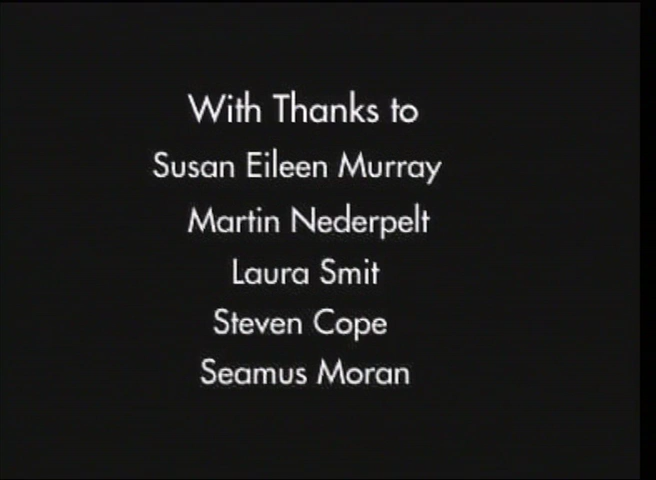 With Thanks to
Susan Eileen Murray
Martin Nederpelt
Laura Smit
Steven Cope
Seamus Moran